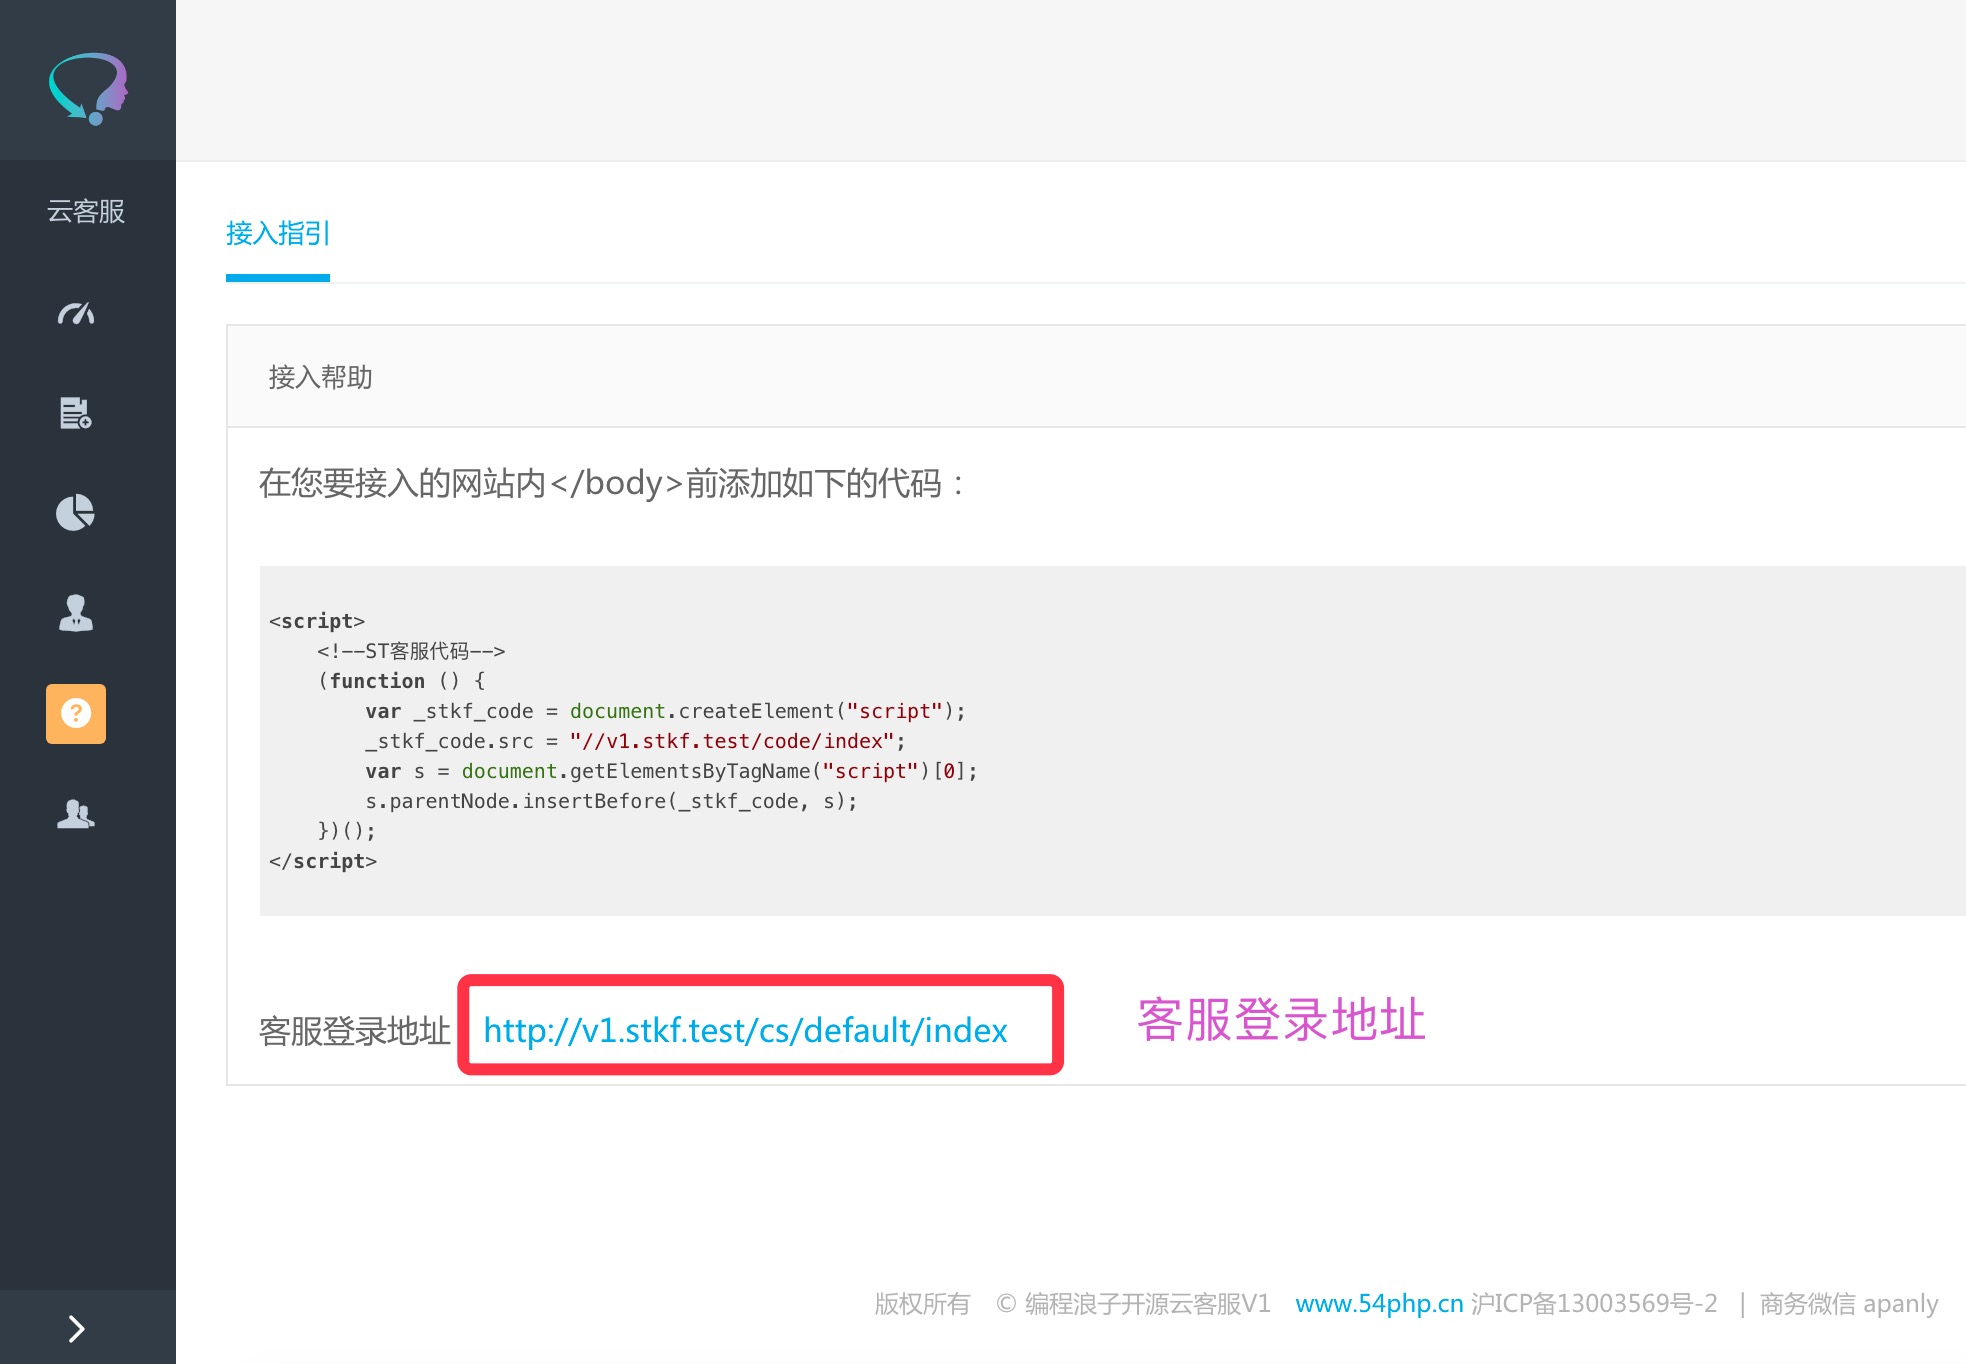 云客服
接入指引
接入帮助
在您要接入的网站内</body>前添加如下的代码：
<script>
    <!--ST客服代码-->
    (function () {
        var _stkf_code = document.createElement("script");
        _stkf_code.src = "//v1.stkf.test/code/index";
        var s = document.getElementsByTagName("script")[0];
        s.parentNode.insertBefore(_stkf_code, s);
    })();
</script>
客服登录地址 http://v1.stkf.test/cs/default/index 客服登录地址
版权所有 © 编程浪子开源云客服V1 www.54php.cn 沪ICP备13003569号-2 | 商务微信 apanly